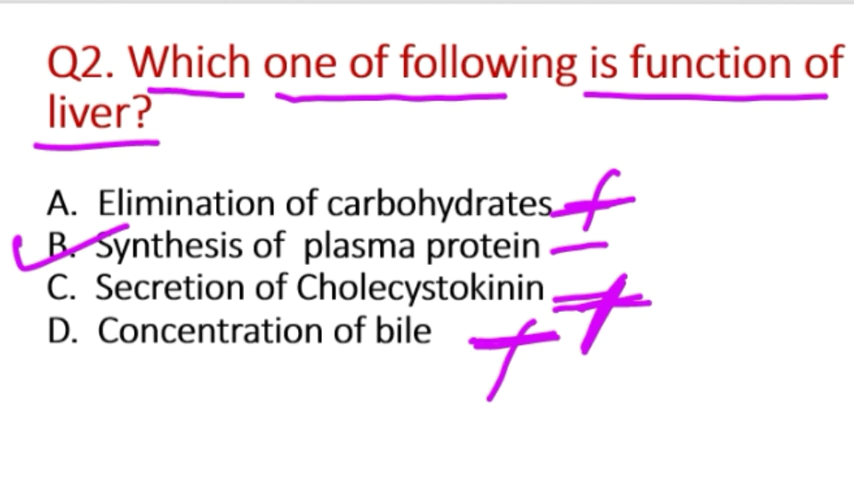 Q2. Which one of following is function of
liver?
A. Elimination of carbohydrates
B. Synthesis of plasma protein
C. Secretion of Cholecystokinin
D. Concentration of bile